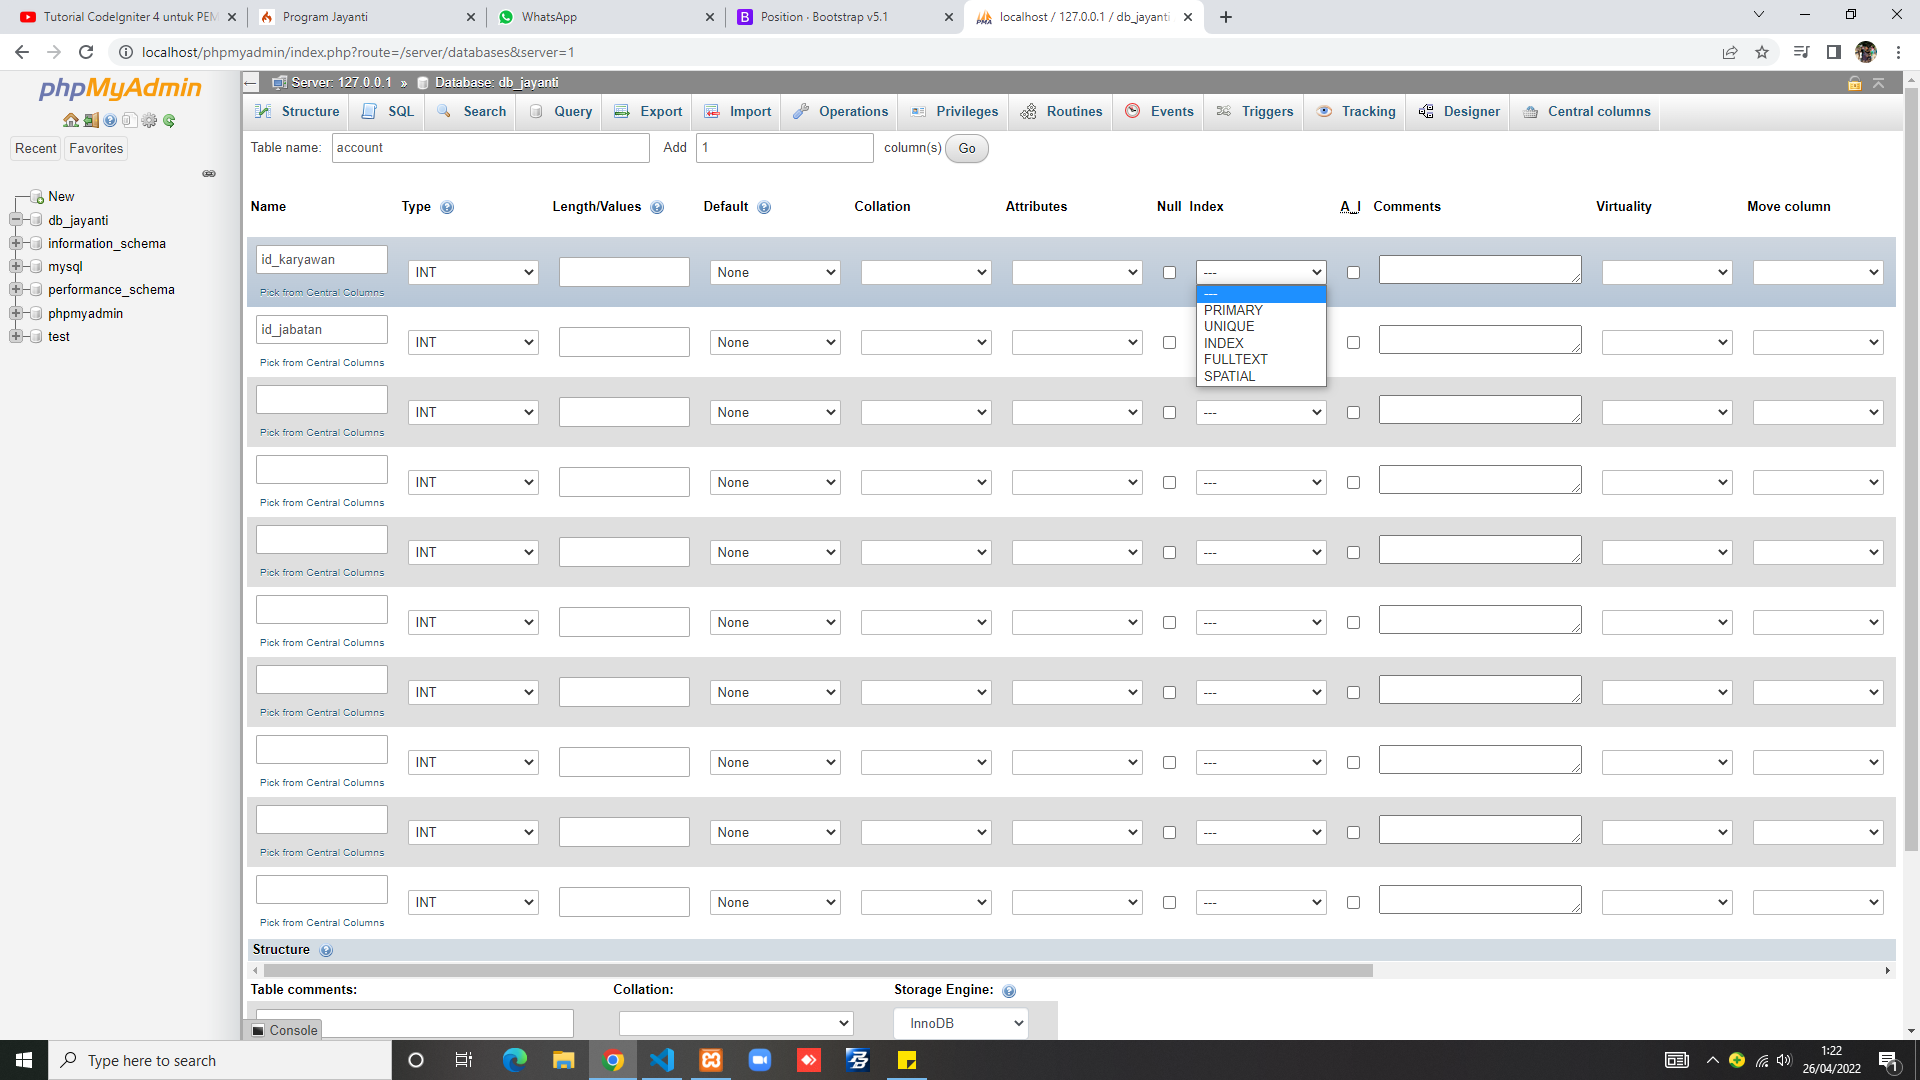 Tutorial CodeIgniter 4 untuk PEM
Program Jayanti
WhatsApp
Position · Bootstrap v5.1
localhost / 127.0.0.1 / db_jayanti
localhost/phpmyadmin/index.php?route=/server/databases&server=1
phpMyAdmin
Recent
Favorites
New
db_jayanti
information_schema
mysql
performance_schema
phpmyadmin
test
Server: 127.0.0.1 » Database: db_jayanti
Structure SQL Search Query Export Import Operations Privileges Routines Events Triggers Tracking Designer Central columns
Table name: account Add 1 column(s) Go
Name Type Length/Values Default Collation Attributes Null Index A_I Comments Virtuality Move column
id_karyawan INT None ---
Pick from Central Columns
---
PRIMARY
UNIQUE
INDEX
FULLTEXT
SPATIAL
id_jabatan INT None
Pick from Central Columns
INT None ---
Pick from Central Columns
INT None ---
Pick from Central Columns
INT None ---
Pick from Central Columns
INT None ---
Pick from Central Columns
INT None ---
Pick from Central Columns
INT None ---
Pick from Central Columns
INT None ---
Pick from Central Columns
INT None ---
Pick from Central Columns
Structure
Table comments: Collation: Storage Engine:
InnoDB
Console
Type here to search
1:22
26/04/2022
1